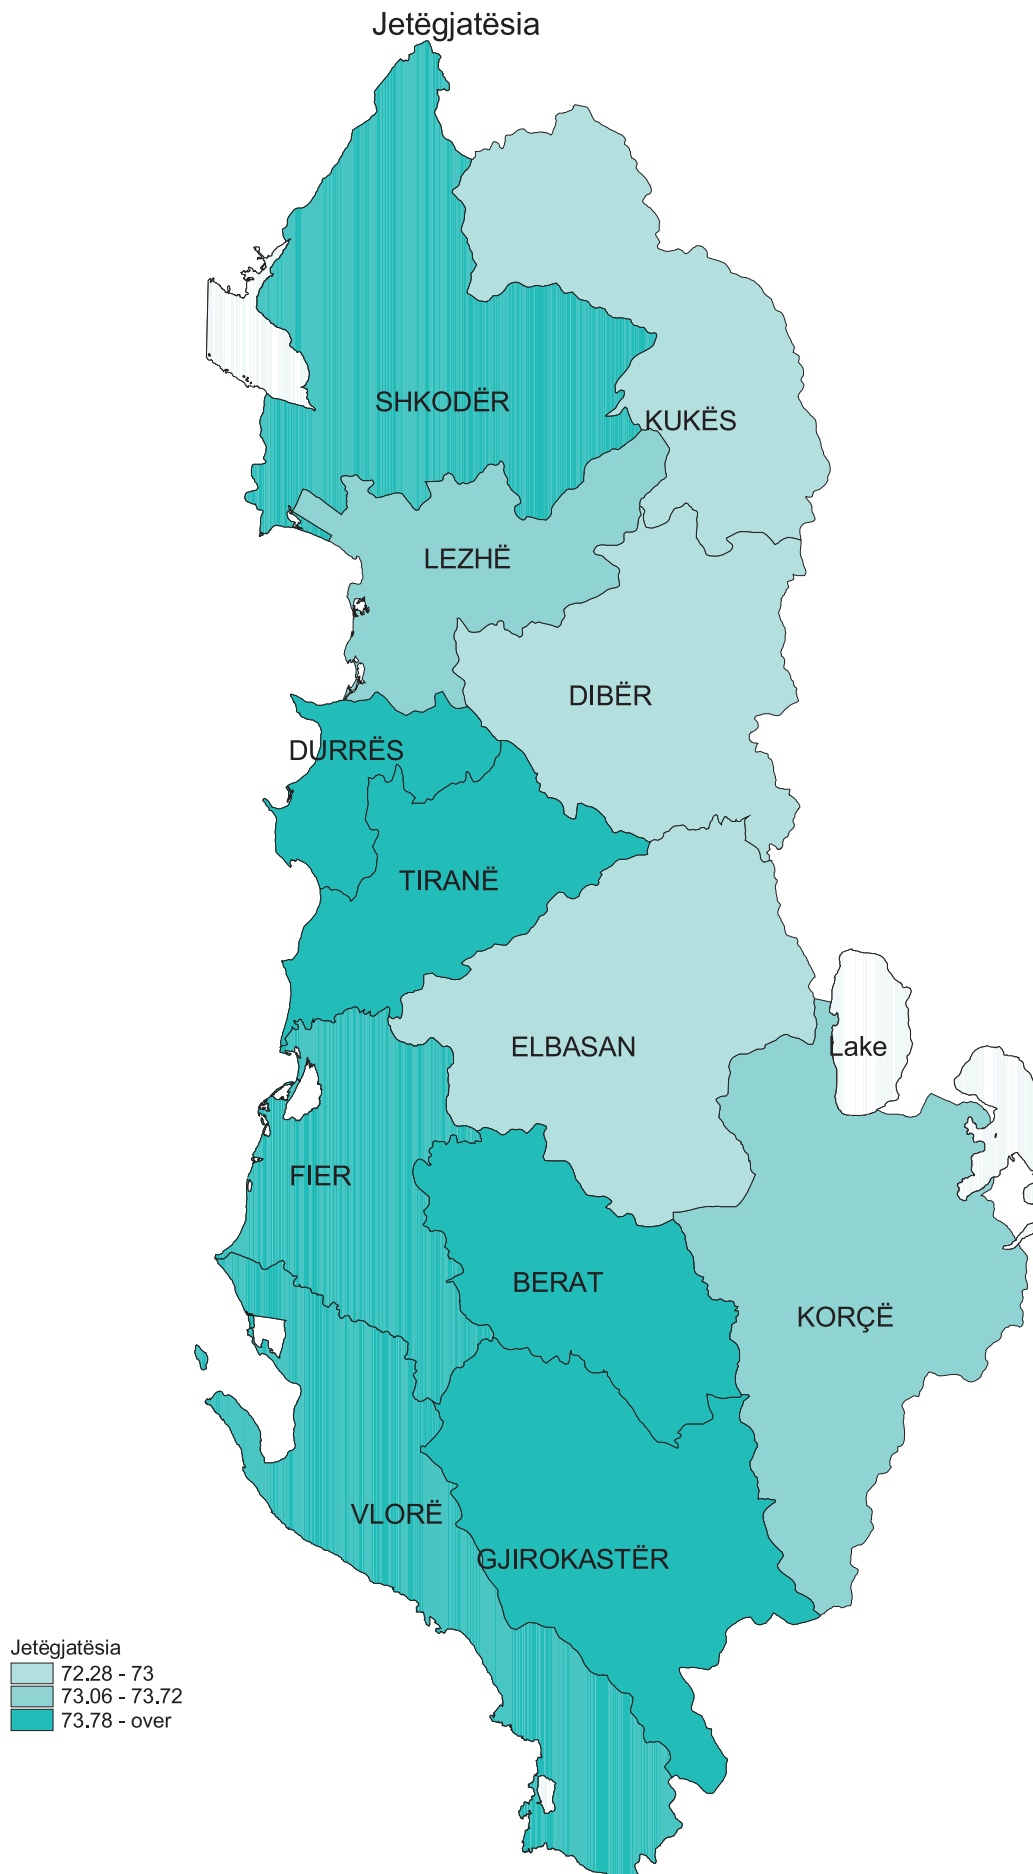 Jetëgjatësia
SHKODËR
KUKËS
LEZHË
DIBËR
DURRËS
TIRANË
ELBASAN
Lake
FIER
BERAT
KORÇË
VLORË
GJIROKASTËR
Jetëgjatësia
72.28 - 73
73.06 - 73.72
73.78 - over